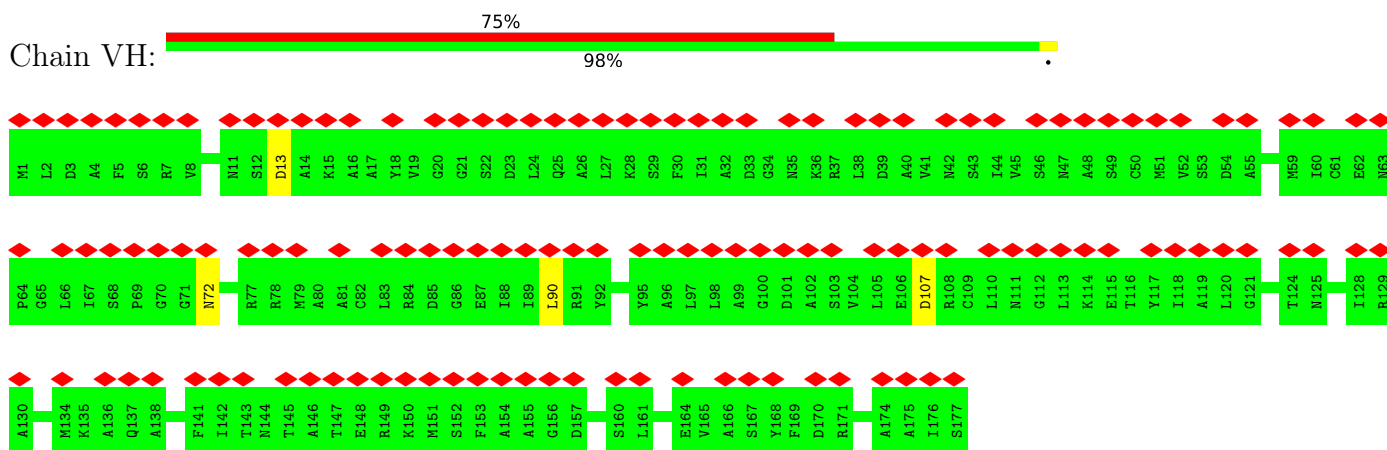 75%
Chain VH:
98%
.
M1 L2 D3 A4 F5 S6 R7 V8 N11 S12 D13 A14 K15 A16 A17 Y18 V19 G20 G21 S22 D23 L24 Q25 A26 L27 K28 S29 F30 I31 A32 D33 G34 N35 K36 R37 L38 D39 A40 V41 N42 S43 I44 V45 S46 N47 A48 S49 C50 M51 V52 S53 D54 A55 M59 I60 C61 E62 N63
P64 G65 L66 I67 S68 P69 G70 G71 N72 R77 R78 M79 A80 A81 C82 L83 R84 D85 G86 E87 I88 I89 L90 R91 Y92 Y95 A96 L97 L98 A99 G100 D101 A102 S103 V104 L105 E106 D107 R108 C109 L110 N111 G112 L113 K114 E115 T116 Y117 I118 A119 L120 G121 T124 N125 I128 R129
A130 M134 K135 A136 Q137 A138 F141 I142 T143 N144 T145 A146 T147 E148 R149 K150 M151 S152 F153 A154 A155 G156 D157 S160 L161 E164 V165 A166 S167 Y168 F169 D170 R171 A174 A175 I176 S177